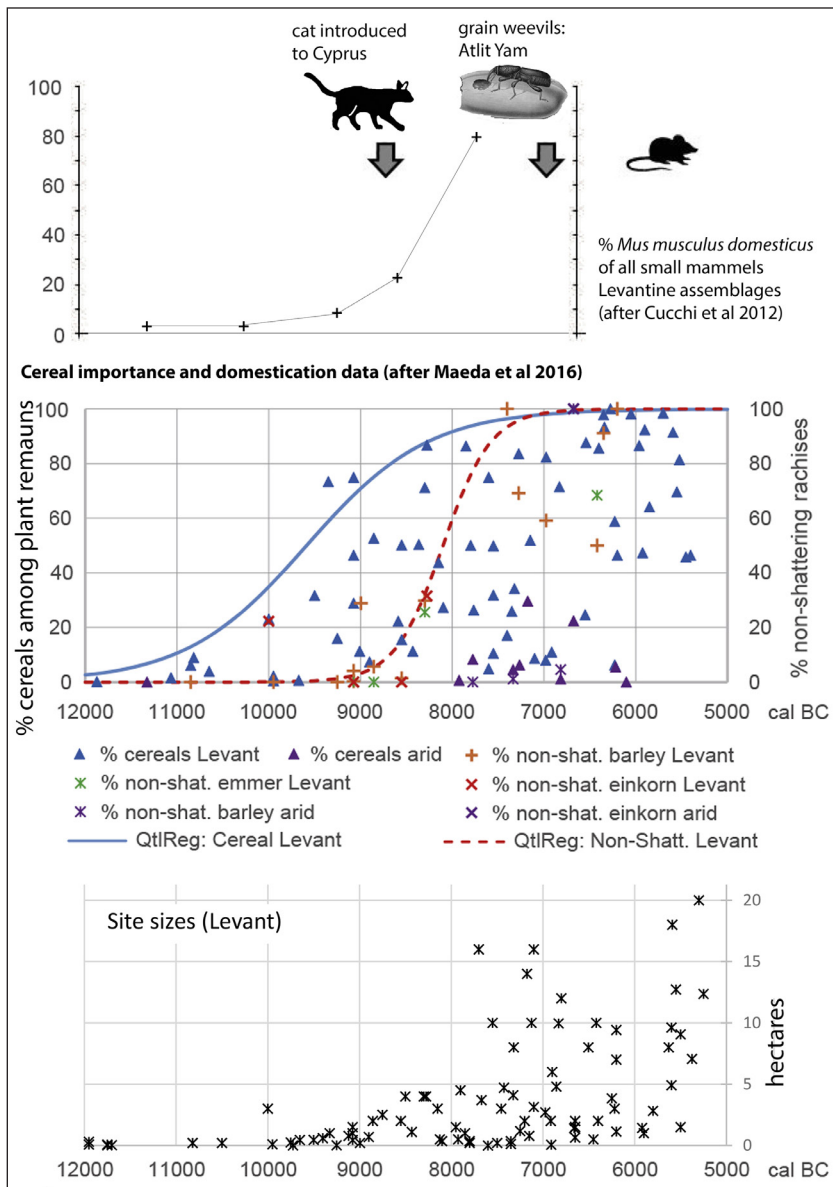 cat introduced
to Cyprus
grain weevils:
Atlit Yam
100
80
60
40
20
0
% Mus musculus domesticus
of all small mammels
Levantine assemblages
(after Cucchi et al 2012)
Cereal importance and domestication data (after Maeda et al 2016)
% cereals among plant remauns
100
80
60
40
20
0
100
80
60
40
20
0
% non-shattering rachises
12000 11000 10000 9000 8000 7000 6000 5000 cal BC
% cereals Levant % cereals arid % non-shat. barley Levant
% non-shat. emmer Levant % non-shat. einkorn Levant
% non-shat. barley arid % non-shat. einkorn arid
QtlReg: Cereal Levant QtlReg: Non-Shatt. Levant
Site sizes (Levant)
20
15
10
5
0
hectares
12000 11000 10000 9000 8000 7000 6000 5000 cal BC